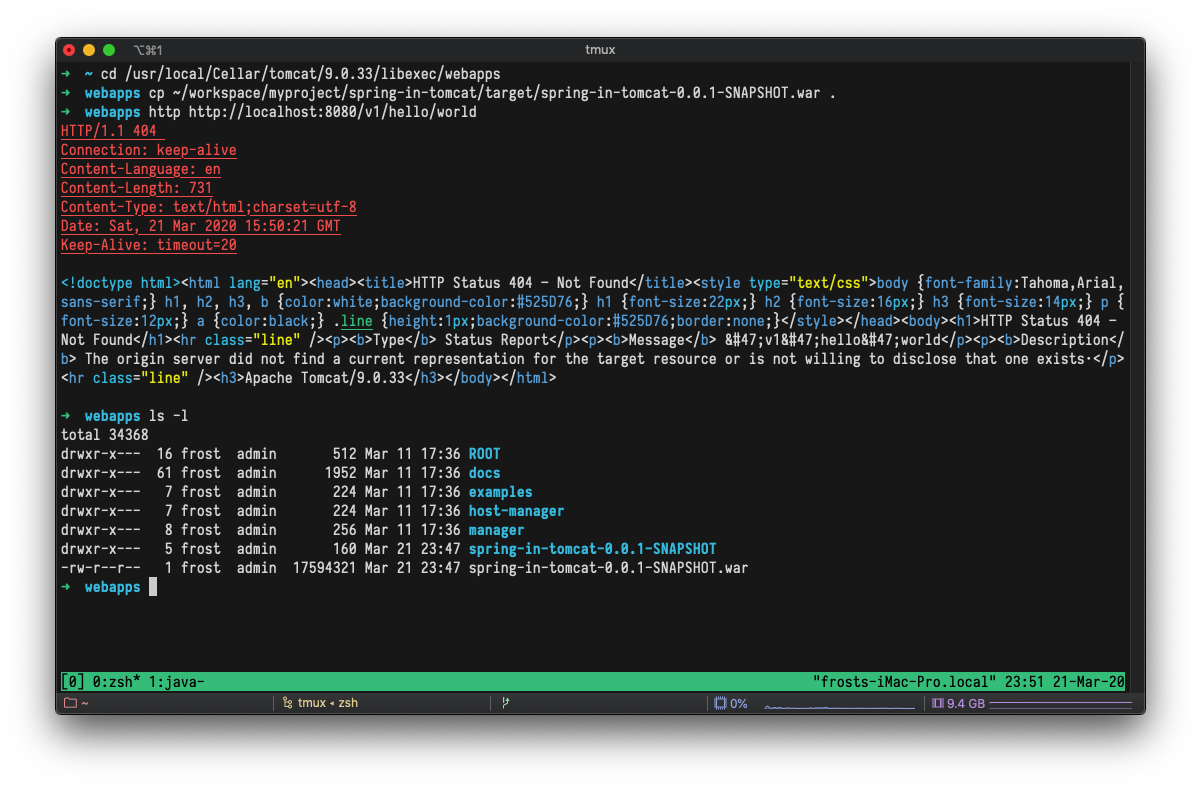 ⌥⌘1
tmux
→ ~ cd /usr/local/Cellar/tomcat/9.0.33/libexec/webapps
→ webapps cp ~/workspace/myproject/spring-in-tomcat/target/spring-in-tomcat-0.0.1-SNAPSHOT.war .
→ webapps http http://localhost:8080/v1/hello/world
HTTP/1.1 404
Connection: keep-alive
Content-Language: en
Content-Length: 731
Content-Type: text/html;charset=utf-8
Date: Sat, 21 Mar 2020 15:50:21 GMT
Keep-Alive: timeout=20
<!doctype html><html lang="en"><head><title>HTTP Status 404 – Not Found</title><style type="text/css">body {font-family:Tahoma,Arial,
sans-serif;} h1, h2, h3, b {color:white;background-color:#525D76;} h1 {font-size:22px;} h2 {font-size:16px;} h3 {font-size:14px;} p {
font-size:12px;} a {color:black;} .line {height:1px;background-color:#525D76;border:none;}</style></head><body><h1>HTTP Status 404 –
Not Found</h1><hr class="line" /><p><b>Type</b> Status Report</p><p><b>Message</b> &#47;v1&#47;hello&#47;world</p><p><b>Description</
b> The origin server did not find a current representation for the target resource or is not willing to disclose that one exists.</p>
<hr class="line" /><h3>Apache Tomcat/9.0.33</h3></body></html>
→ webapps ls -l
total 34368
drwxr-x---  16 frost  admin       512 Mar 11 17:36 ROOT
drwxr-x---  61 frost  admin      1952 Mar 11 17:36 docs
drwxr-x---   7 frost  admin       224 Mar 11 17:36 examples
drwxr-x---   7 frost  admin       224 Mar 11 17:36 host-manager
drwxr-x---   8 frost  admin       256 Mar 11 17:36 manager
drwxr-x---   5 frost  admin       160 Mar 21 23:47 spring-in-tomcat-0.0.1-SNAPSHOT
-rw-r--r--   1 frost  admin  17594321 Mar 21 23:47 spring-in-tomcat-0.0.1-SNAPSHOT.war
→ webapps
[0] 0:zsh* 1:java- "frosts-iMac-Pro.local" 23:51 21-Mar-20
~ tmux ◂ zsh 0% 9.4 GB